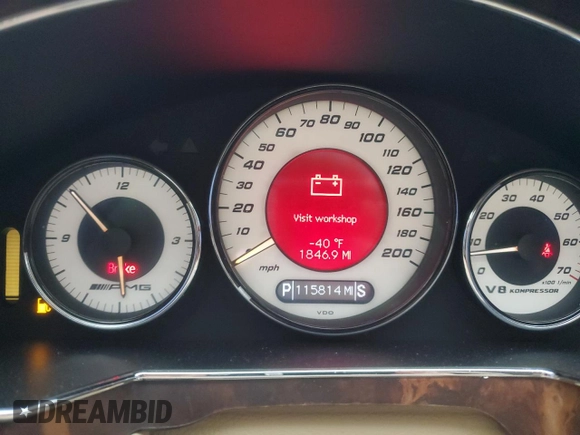 12
9
3
Brake
AMG
0
10
20
30
40
50
60
70
80
90
100
120
140
160
180
200
mph
Visit workshop
-40 °F
1846.9 MI
P 115814 MI S
VDO
0
10
30
40
50
60
70
x100 1/min
V8 KOMPRESSOR
DREAMBID